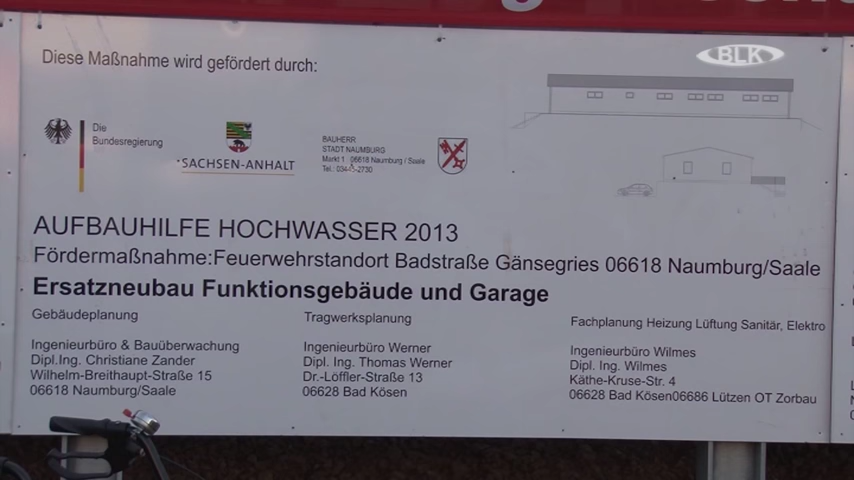 BLK
Diese Maßnahme wird gefördert durch:
Die
Bundesregierung
SACHSEN-ANHALT
BAUHERR
STADT NAUMBURG
Markt 1 06618 Naumburg / Saale
Tel.: 03445-2730
AUFBAUHILFE HOCHWASSER 2013
Fördermaßnahme:Feuerwehrstandort Badstraße Gänsegries 06618 Naumburg/Saale
Ersatzneubau Funktionsgebäude und Garage
Gebäudeplanung
Ingenieurbüro & Bauüberwachung
Dipl.Ing. Christiane Zander
Wilhelm-Breithaupt-Straße 15
06618 Naumburg/Saale
Tragwerksplanung
Ingenieurbüro Werner
Dipl. Ing. Thomas Werner
Dr.-Löffler-Straße 13
06628 Bad Kösen
Fachplanung Heizung Lüftung Sanitär, Elektro
Ingenieurbüro Wilmes
Dipl. Ing. Wilmes
Käthe-Kruse-Str. 4
06628 Bad Kösen06686 Lützen OT Zorbau